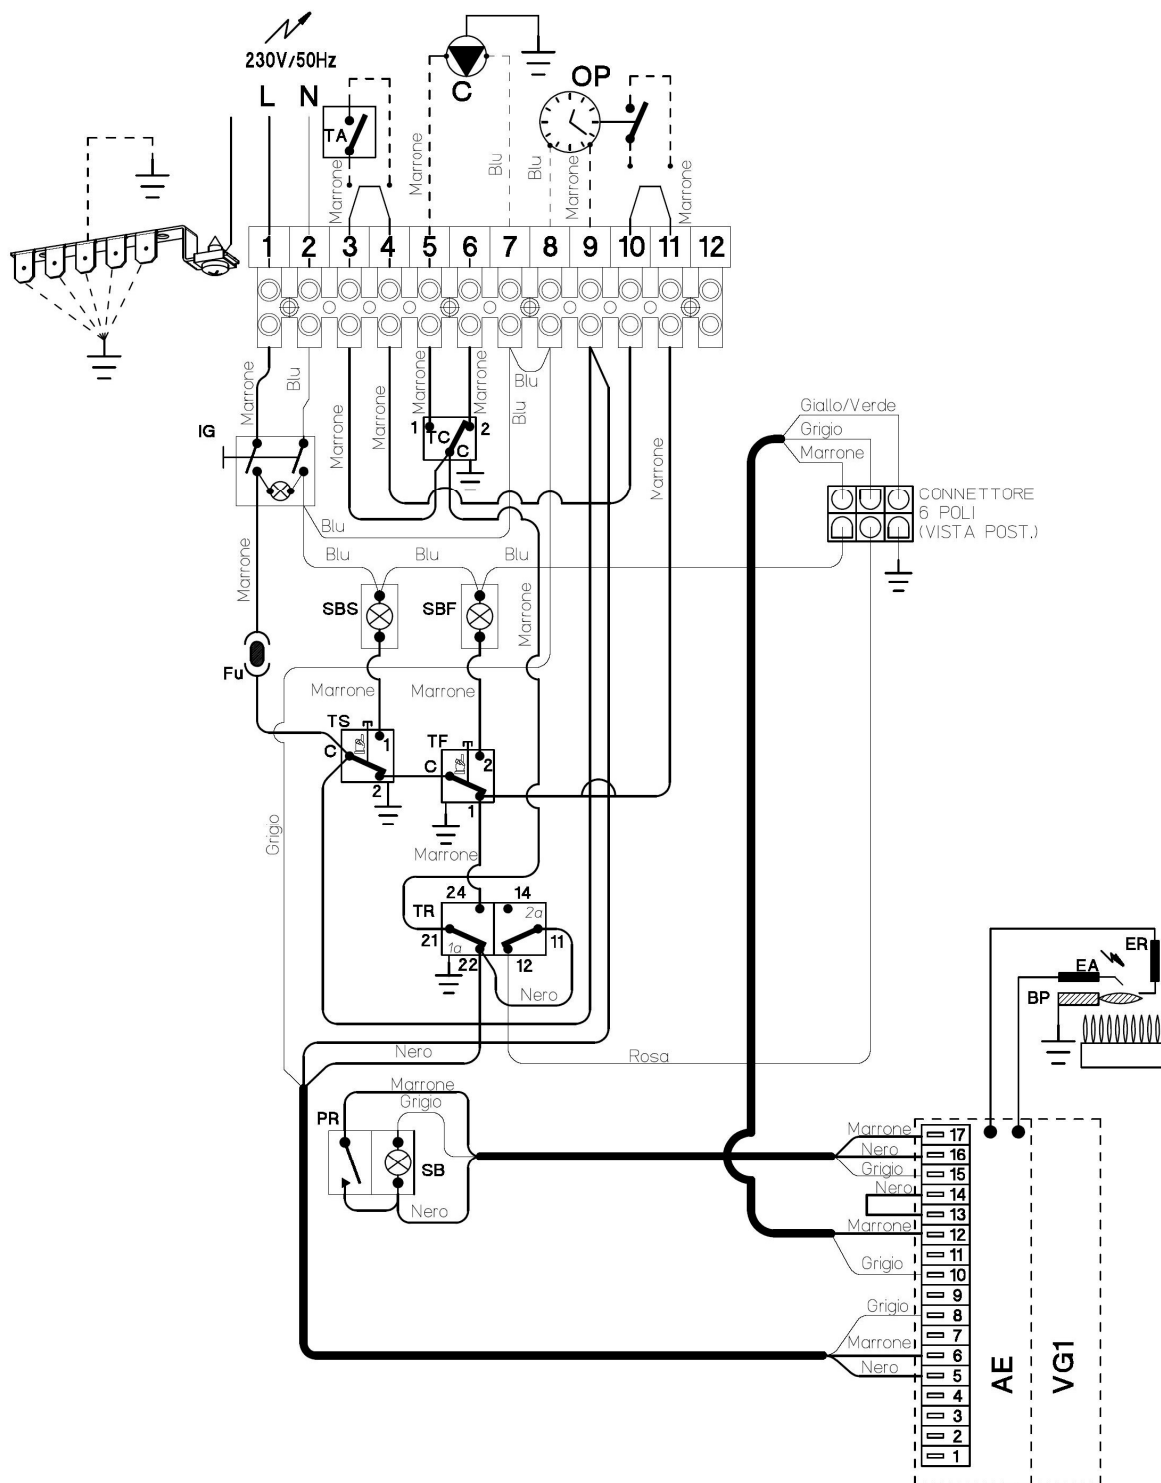 230V/50Hz
L N
C
OP
TA
Marrone
Marrone
Blu
Blu
Marrone
Marrone
1 2 3 4 5 6 7 8 9 10 11 12
Marrone
Blu
Marrone
Marrone
Marrone
Marrone
Blu
Blu
Marrone
IG
1 TC 2
C
Giallo/Verde
Grigio
Marrone
CONNETTORE
6 POLI
(VISTA POST.)
Blu
Blu
Blu
Blu
Marrone
SBS
SBF
Marrone
Fu
Marrone
Marrone
TS
1
C
2
TF
2
C
1
Grigo
Marrone
24 14
TR
2a
21
1a
11
22 12
Nero
Nero
Rosa
ER
EA
BP
Marrone
Grigio
PR
SB
Nero
Marrone
Nero
Grigio
Nero
Marrone
Grigio
Grigio
Marrone
Nero
17
16
15
14
13
12
11
10
9
8
7
6
5
4
3
2
1
AE
VG1